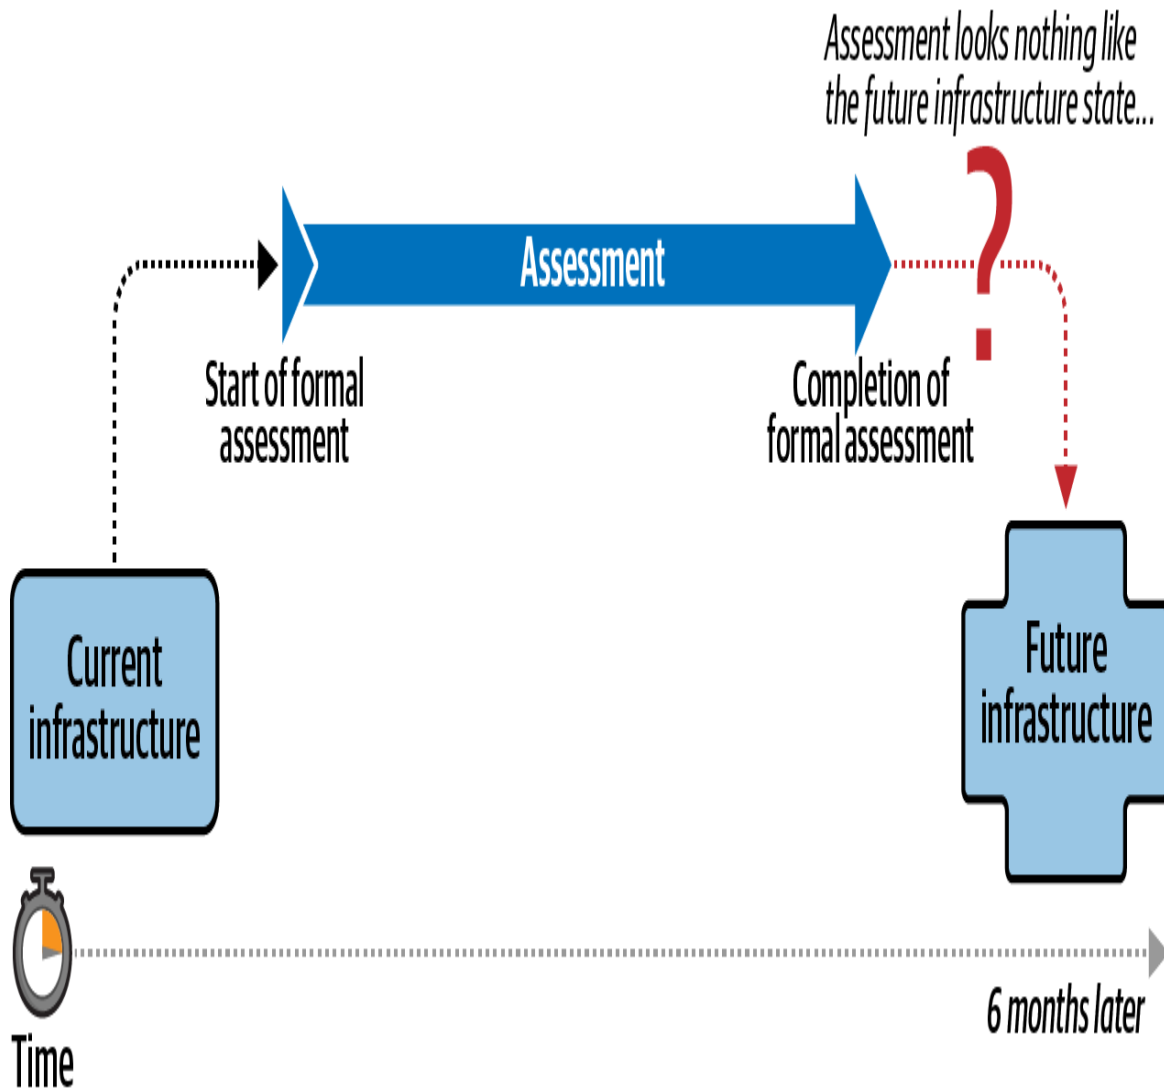 Assessment looks nothing like
the future infrastructure state...
?
Assessment
Start of formal
assessment
Completion of
formal assessment
Current
infrastructure
Future
infrastructure
6 months later
Time